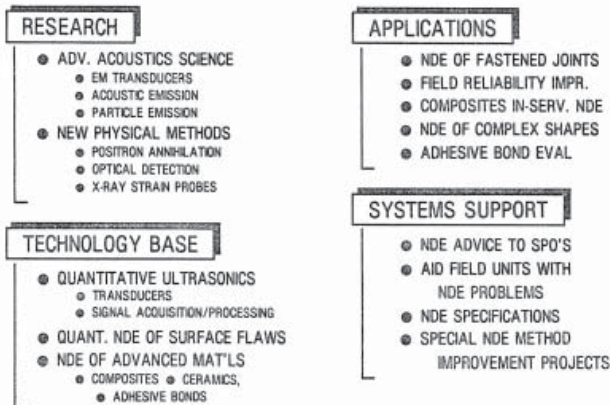 RESEARCH
ADV. ACOUSTICS SCIENCE
EM TRANSDUCERS
ACOUSTIC EMISSION
PARTICLE EMISSION
NEW PHYSICAL METHODS
POSITRON ANNIHILATION
OPTICAL DETECTION
X-RAY STRAIN PROBES
TECHNOLOGY BASE
QUANTITATIVE ULTRASONICS
TRANSDUCERS
SIGNAL ACQUISITION/PROCESSING
QUANT. NDE OF SURFACE FLAWS
NDE OF ADVANCED MAT'LS
COMPOSITES CERAMICS,
ADHESIVE BONDS
APPLICATIONS
NDE OF FASTENED JOINTS
FIELD RELIABILITY IMPR.
COMPOSITES IN-SERV. NDE
NDE OF COMPLEX SHAPES
ADHESIVE BOND EVAL
SYSTEMS SUPPORT
NDE ADVICE TO SPO'S
AID FIELD UNITS WITH
NDE PROBLEMS
NDE SPECIFICATIONS
SPECIAL NDE METHOD
IMPROVEMENT PROJECTS